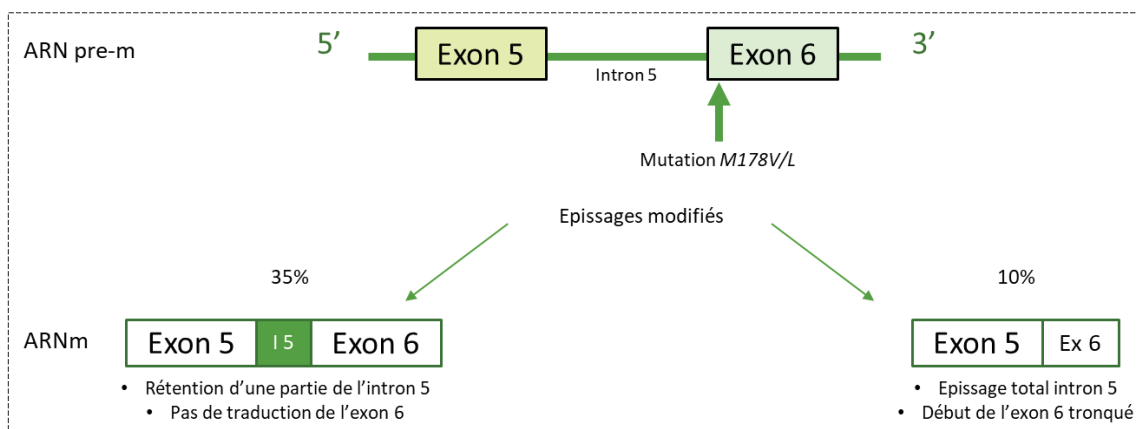 ARN pre-m
5’
Exon 5
Intron 5
Exon 6
3’
Mutation M178V/L
Epissages modifiés
35%
10%
ARNm
Exon 5
I 5
Exon 6
Exon 5
Ex 6
• Rétention d’une partie de l’intron 5
• Pas de traduction de l’exon 6
• Epissage total intron 5
• Début de l’exon 6 tronqué